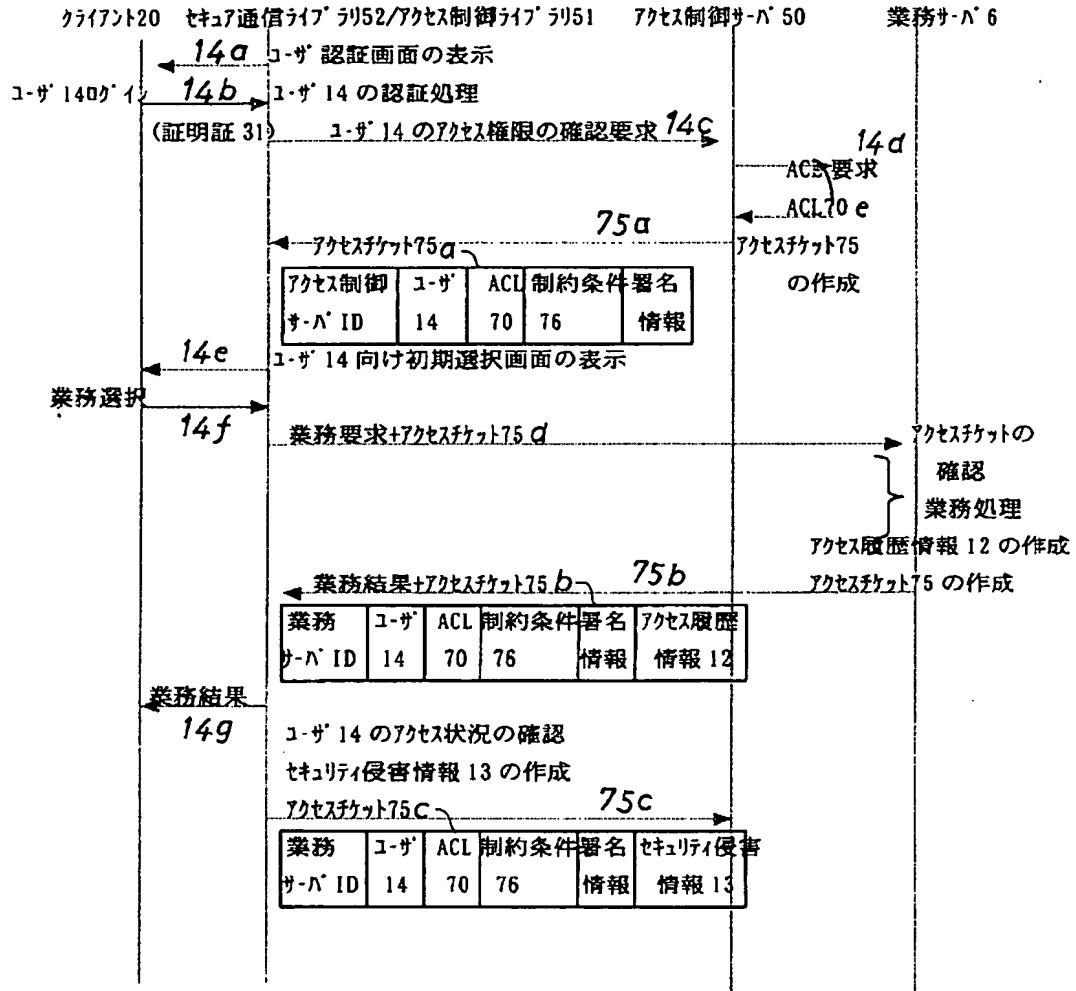 クライアント20 セキュア通信ライブラリ52/アクセス制御ライブラリ51 アクセス制御サーバ50 業務サーバ6
14a ユーザ認証画面の表示
ユーザ14ログイン 14b ユーザ14の認証処理
(証明証31) ユーザ14のアクセス権限の確認要求 14c
14d
ACL要求
ACL70 e
75a
アクセスチケット75a アクセスチケット75
の作成
アクセス制御 ユーザ ACL 制約条件 署名
サーバID 14 70 76 情報
14e ユーザ14向け初期選択画面の表示
業務選択
14f 業務要求+アクセスチケット75d アクセスチケットの
確認
業務処理
アクセス履歴情報12の作成
業務結果+アクセスチケット75b 75b アクセスチケット75の作成
業務 ユーザ ACL 制約条件 署名 アクセス履歴
サーバID 14 70 76 情報 情報12
業務結果
14g ユーザ14のアクセス状況の確認
セキュリティ侵害情報13の作成
アクセスチケット75c 75c
業務 ユーザ ACL 制約条件 署名 セキュリティ侵害
サーバID 14 70 76 情報 情報13